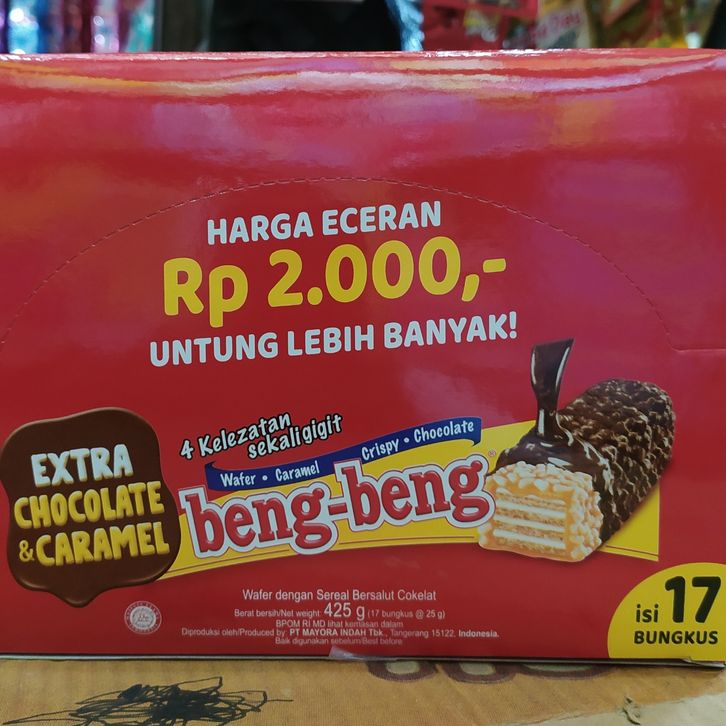 HARGA ECERAN
Rp 2.000,-
UNTUNG LEBIH BANYAK!
4 Kelezatan
sekali gigit
Wafer • Caramel Crispy • Chocolate
beng-beng®
EXTRA
CHOCOLATE
& CARAMEL
Wafer dengan Sereal Bersalut Cokelat
Berat bersih/Net weight: 425 g (17 bungkus @ 25 g)
BPOM RI MD lihat kemasan dalam
Diproduksi oleh/Produced by: PT MAYORA INDAH Tbk., Tangerang 15122, Indonesia.
Baik digunakan sebelum/Best before
isi 17
BUNGKUS